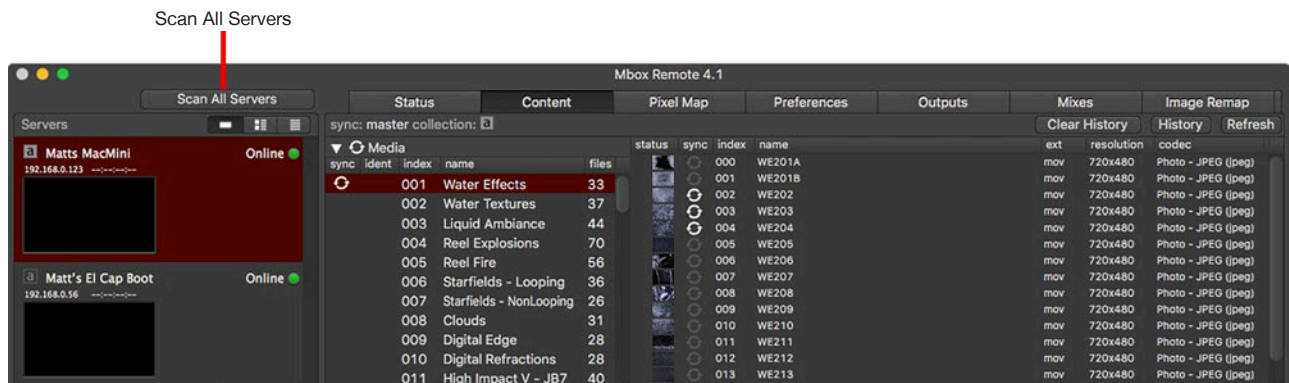 Scan All Servers
Mbox Remote 4.1
Scan All Servers
Status Content Pixel Map Preferences Outputs Mixes Image Remap
Servers
sync: master collection: a
Clear History History Refresh
a Matts MacMini Online
192.168.0.123 --:--:--:--
a Matt's El Cap Boot Online
192.168.0.56 --:--:--:--
Media
sync ident index name files
001 Water Effects 33
002 Water Textures 37
003 Liquid Ambiance 44
004 Reel Explosions 70
005 Reel Fire 56
006 Starfields - Looping 36
007 Starfields - NonLooping 26
008 Clouds 31
009 Digital Edge 28
010 Digital Refractions 28
011 High Impact V - JB7 40
status sync index name ext resolution codec
000 WE201A mov 720x480 Photo - JPEG (jpeg)
001 WE201B mov 720x480 Photo - JPEG (jpeg)
002 WE202 mov 720x480 Photo - JPEG (jpeg)
003 WE203 mov 720x480 Photo - JPEG (jpeg)
004 WE204 mov 720x480 Photo - JPEG (jpeg)
005 WE205 mov 720x480 Photo - JPEG (jpeg)
006 WE206 mov 720x480 Photo - JPEG (jpeg)
007 WE207 mov 720x480 Photo - JPEG (jpeg)
008 WE208 mov 720x480 Photo - JPEG (jpeg)
009 WE209 mov 720x480 Photo - JPEG (jpeg)
010 WE210 mov 720x480 Photo - JPEG (jpeg)
011 WE211 mov 720x480 Photo - JPEG (jpeg)
012 WE212 mov 720x480 Photo - JPEG (jpeg)
013 WE213 mov 720x480 Photo - JPEG (jpeg)